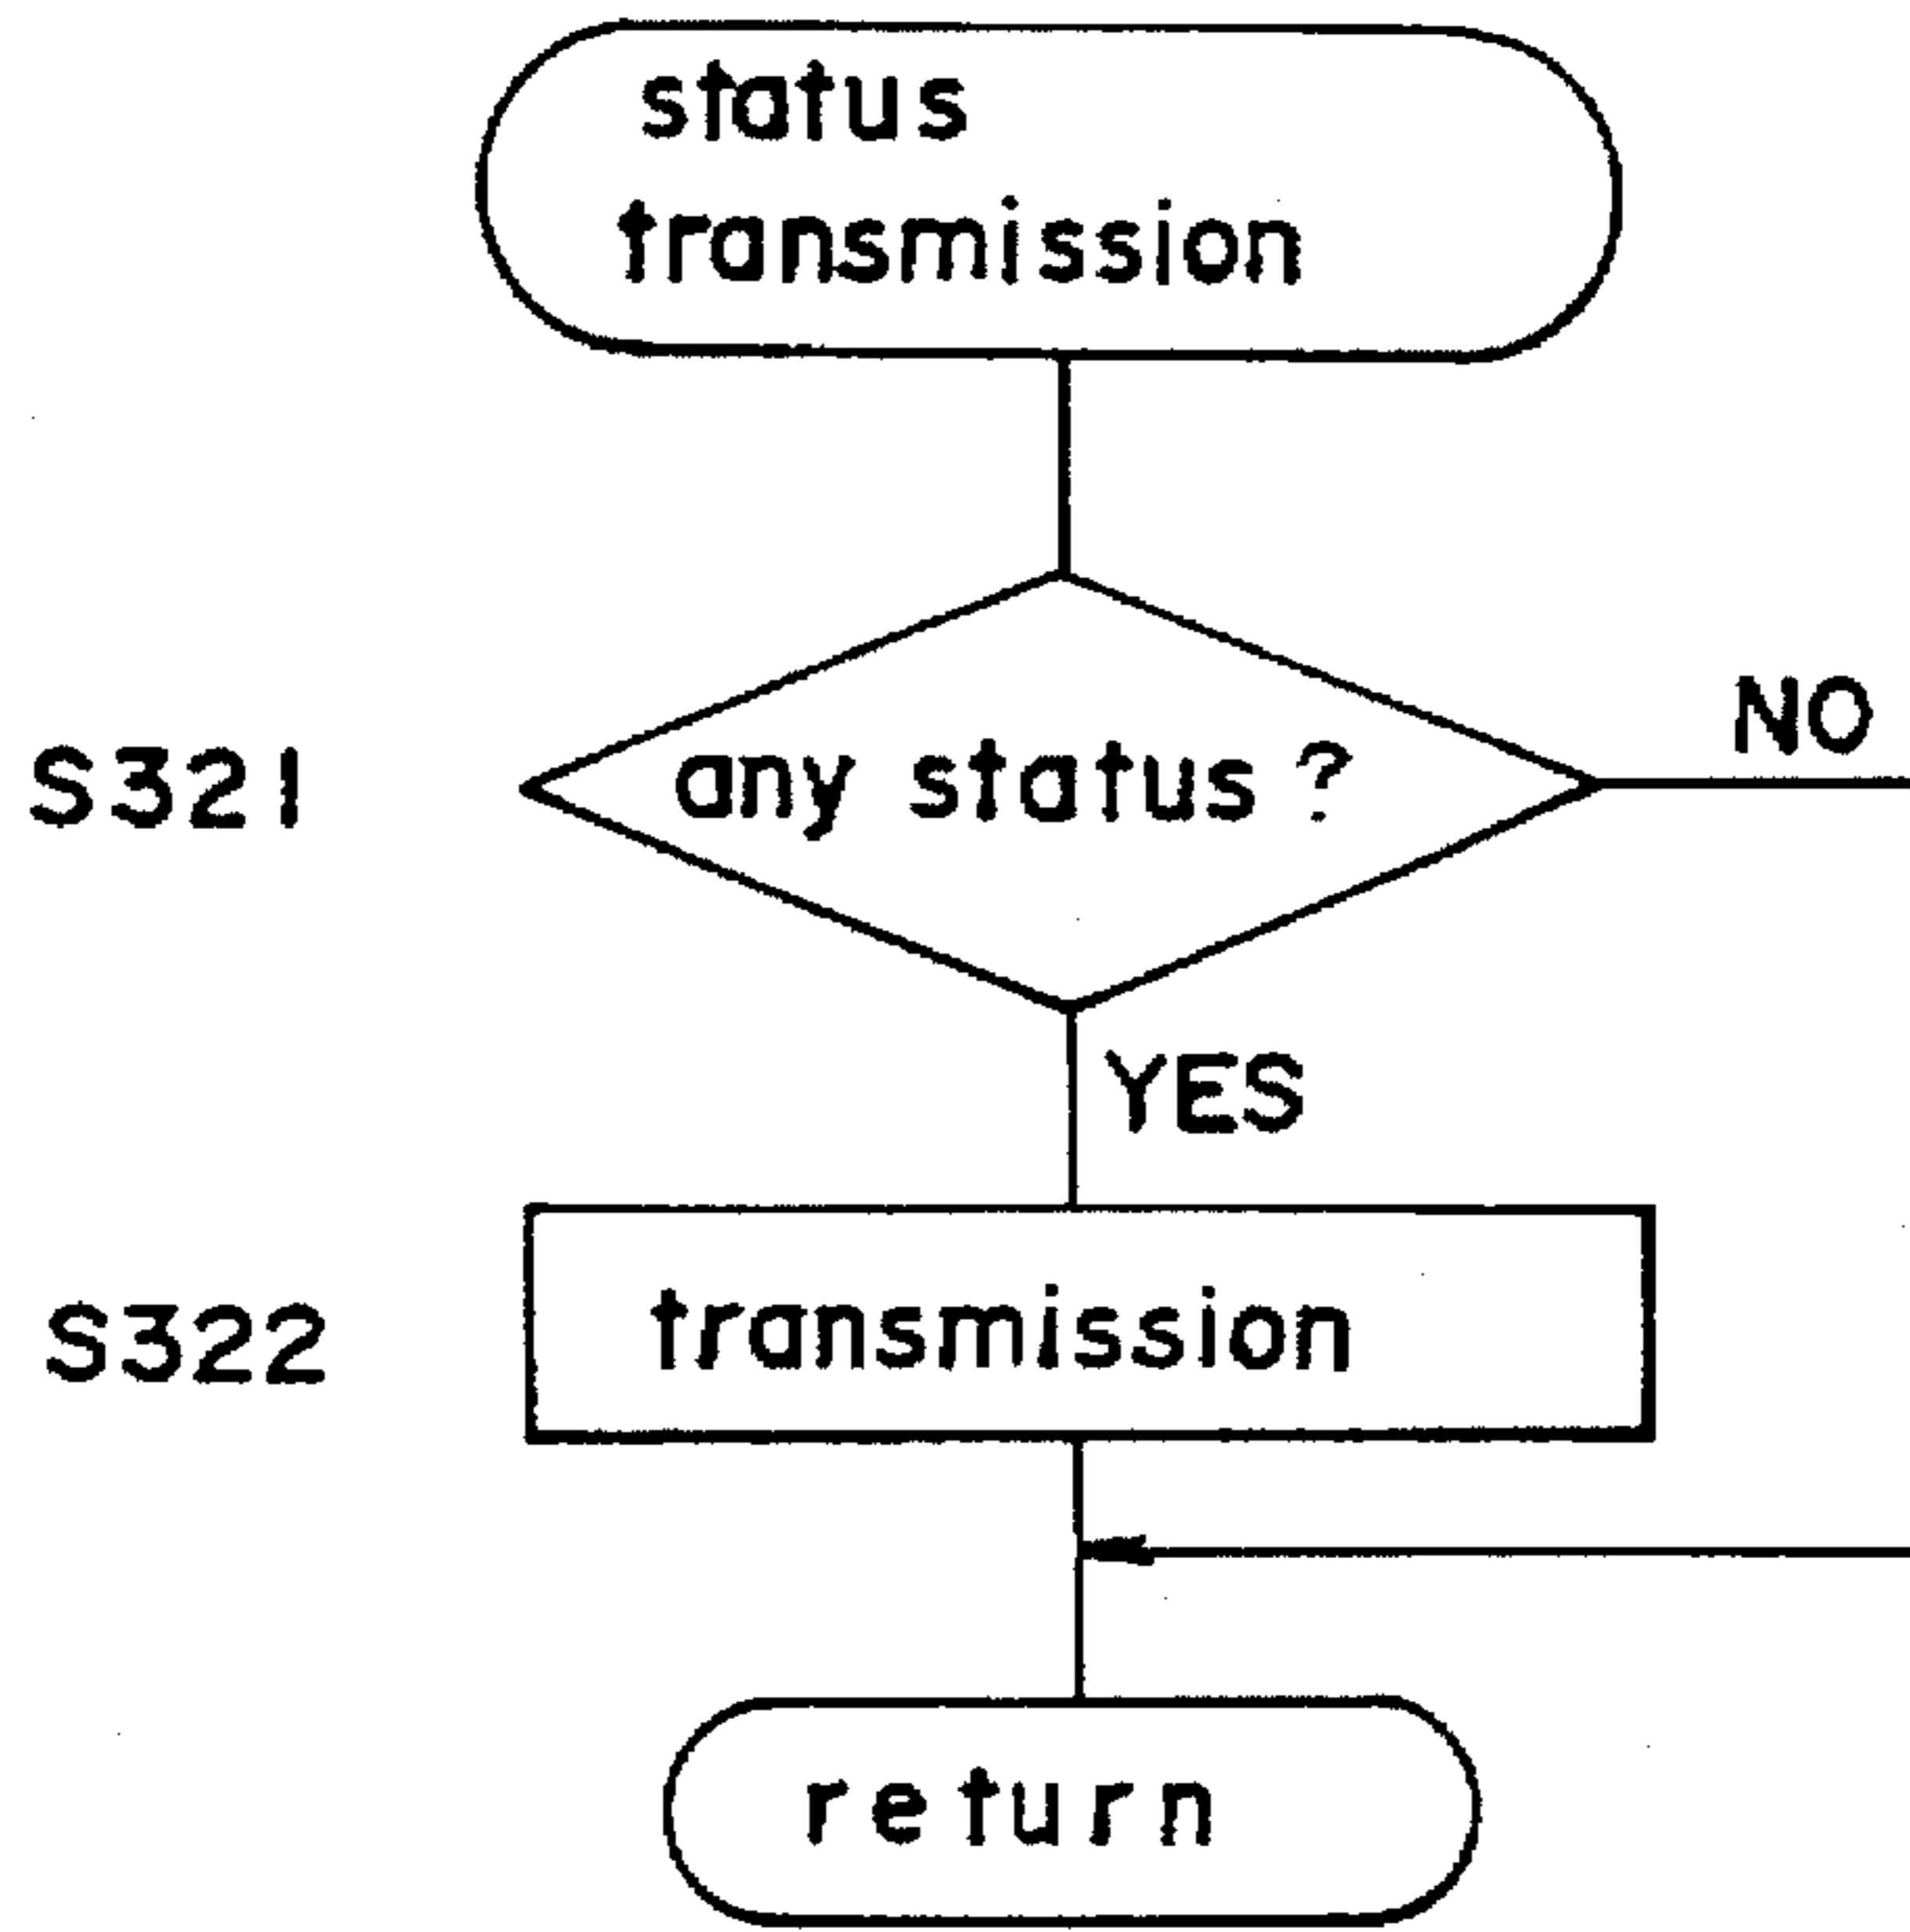 status
transmission
NO
S321
any status ?
YES
S322
transmission
return